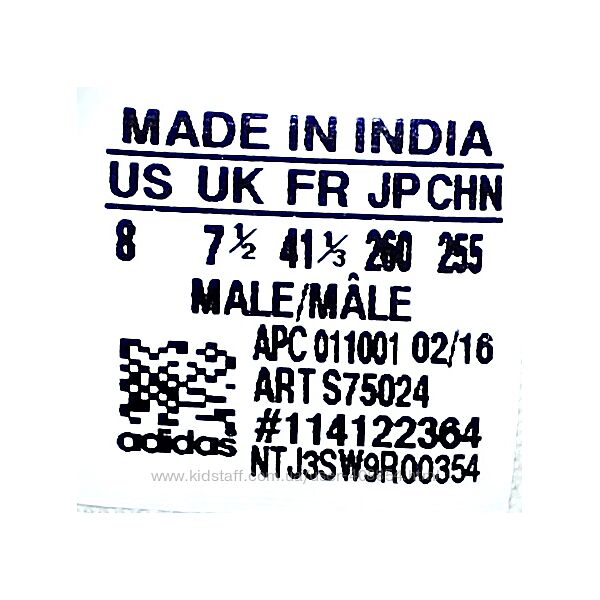 MADE IN INDIA
US UK FR JP CHN
8 7½ 41⅓ 260 255
MALE/MÂLE
APC 011001 02/16
ART S75024
#114122364
adidas
NTJ3SW9R00354